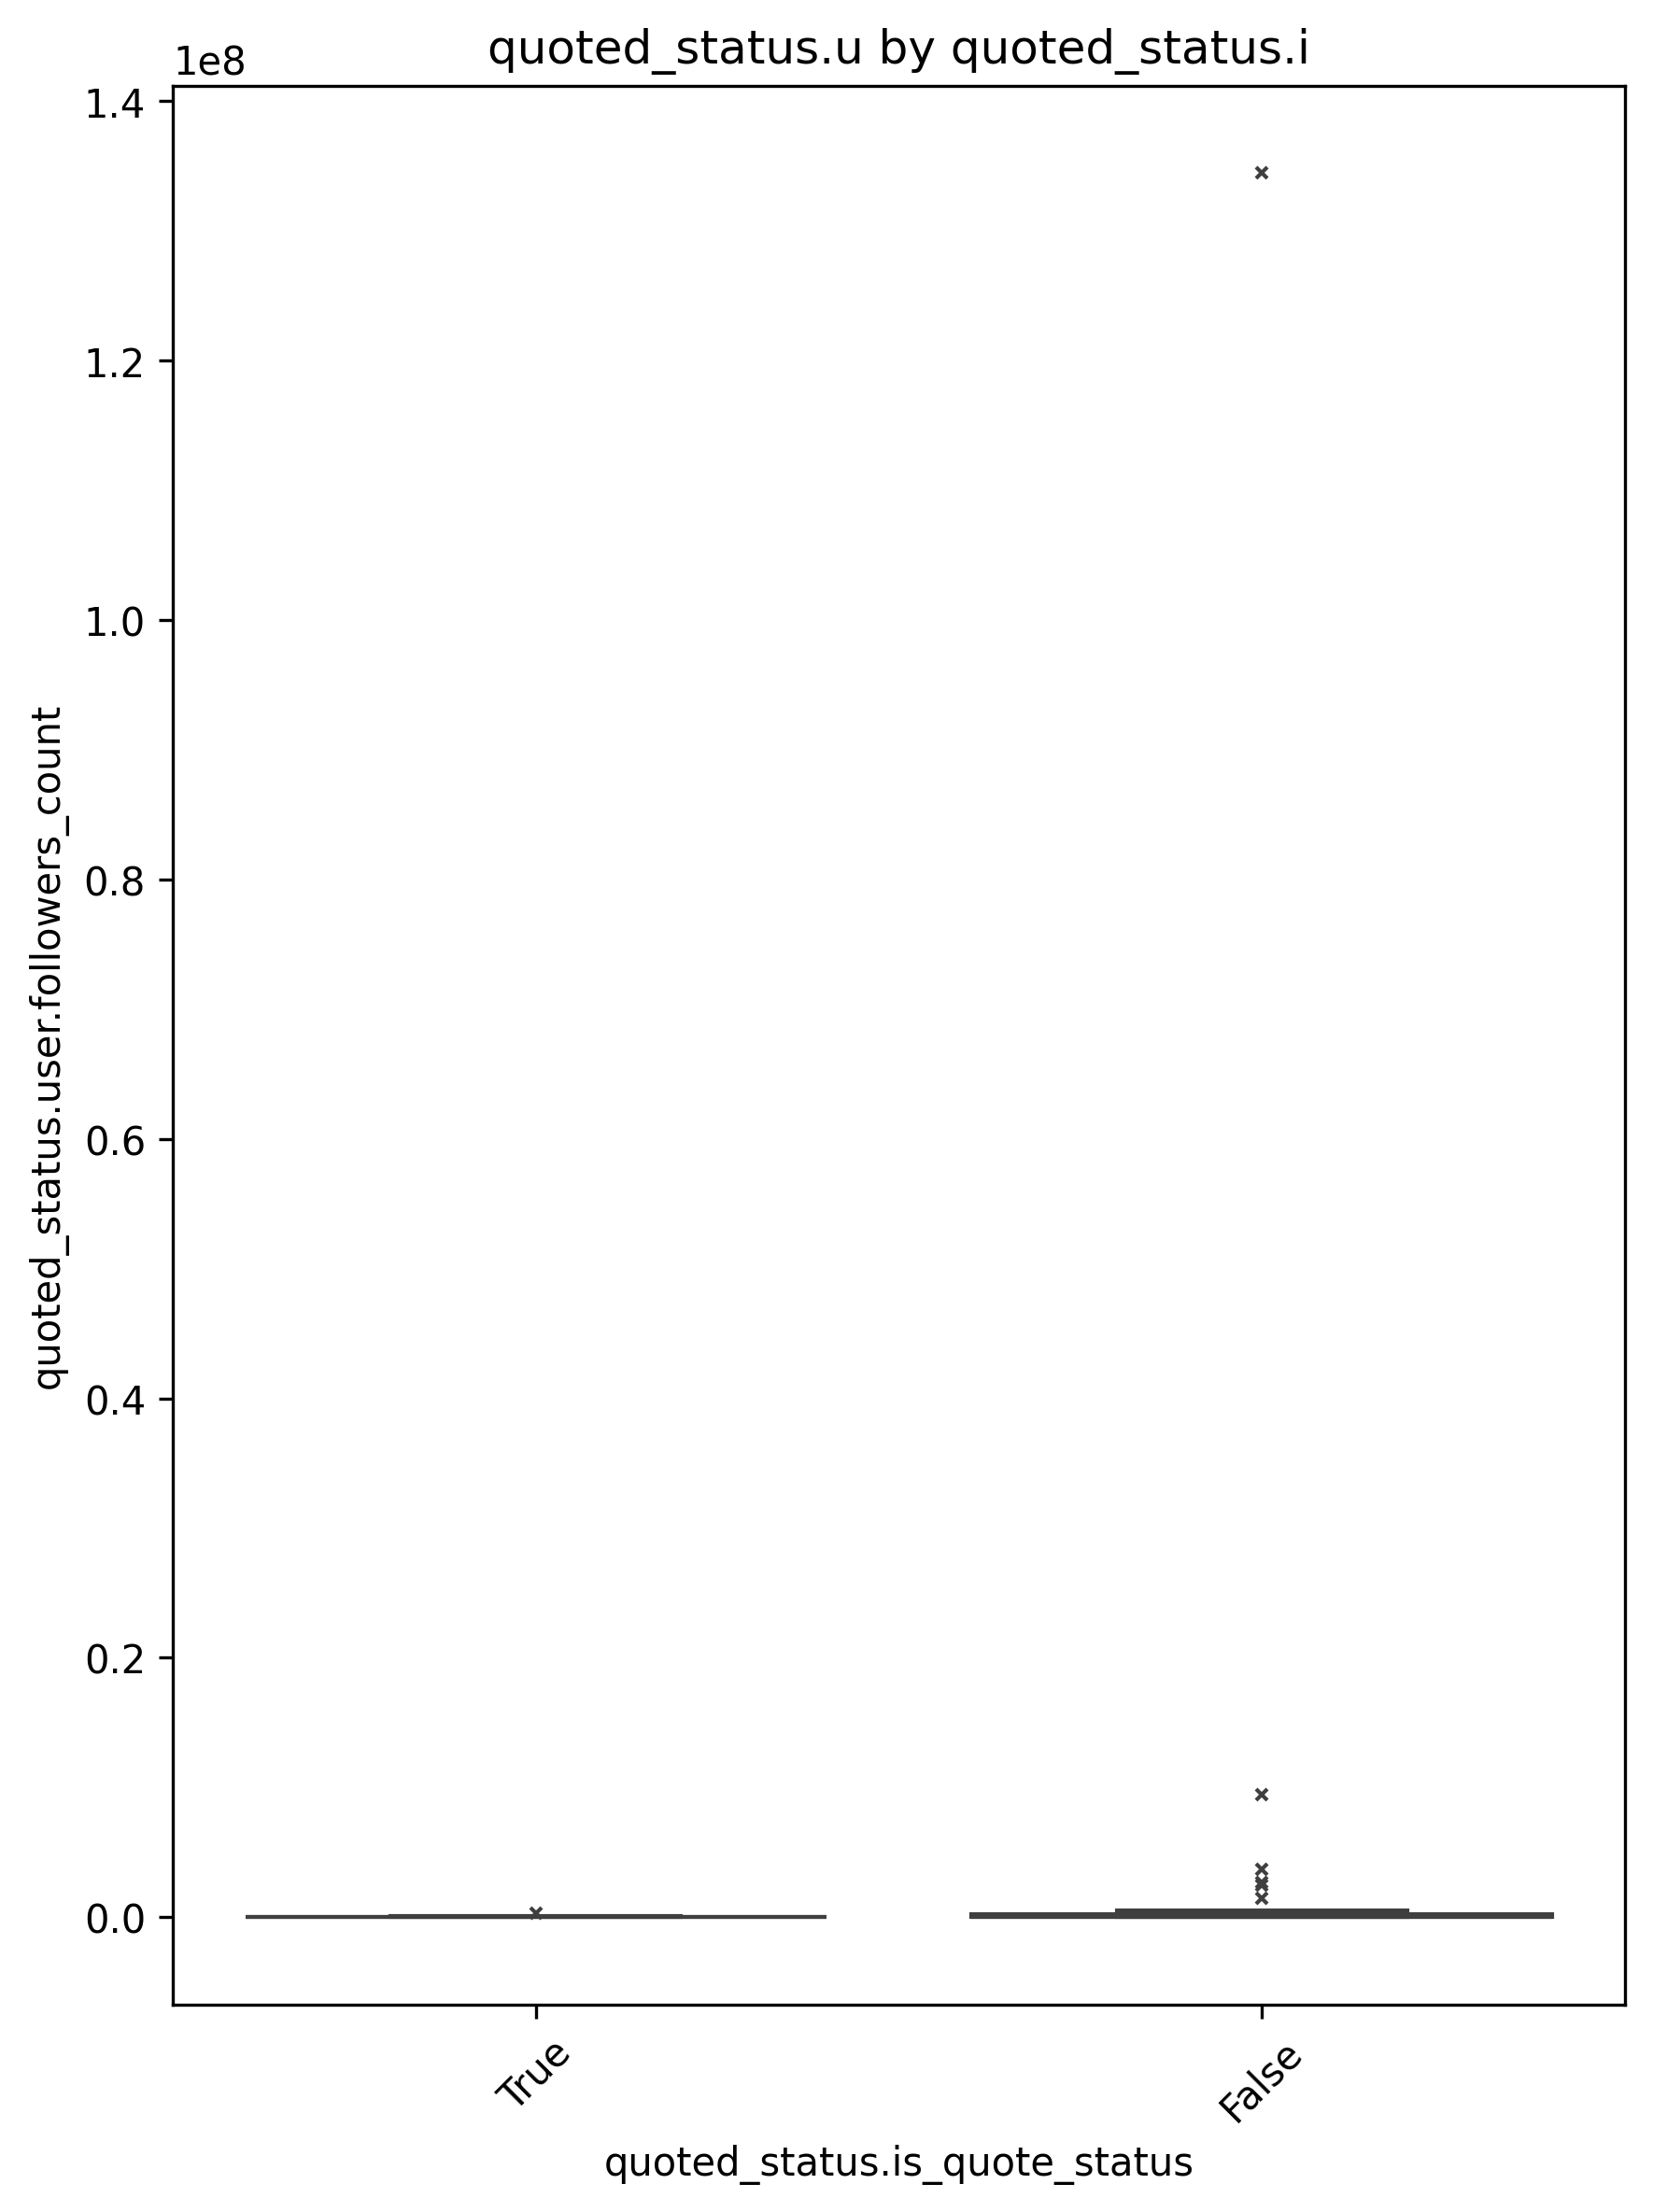 quoted_status.u by quoted_status.i
1e8
1.4
1.2
1.0
0.8
0.6
0.4
0.2
0.0
quoted_status.user.followers_count
True
False
quoted_status.is_quote_status